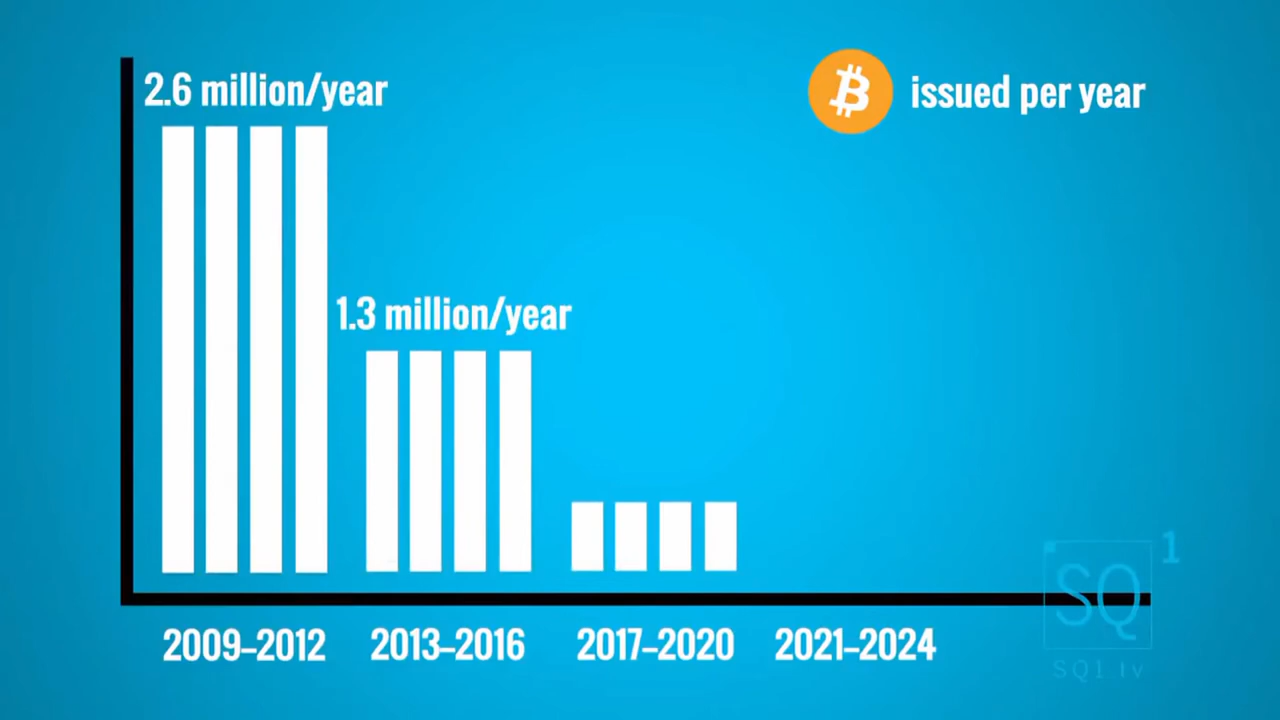 2.6 million/year
issued per year
1.3 million/year
2009–2012
2013–2016
2017–2020
2021–2024
SQ 1
SQ1.tv